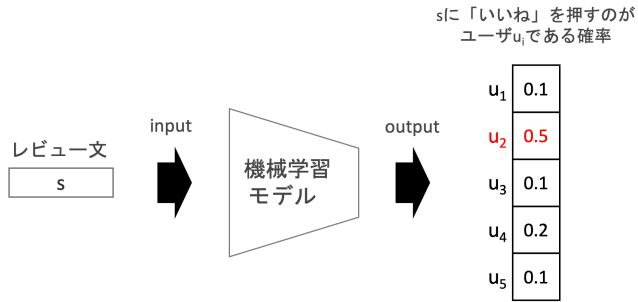 sに「いいね」を押すのが
ユーザuiである確率
レビュー文
s
input
機械学習
モデル
output
u1 0.1
u2 0.5
u3 0.1
u4 0.2
u5 0.1